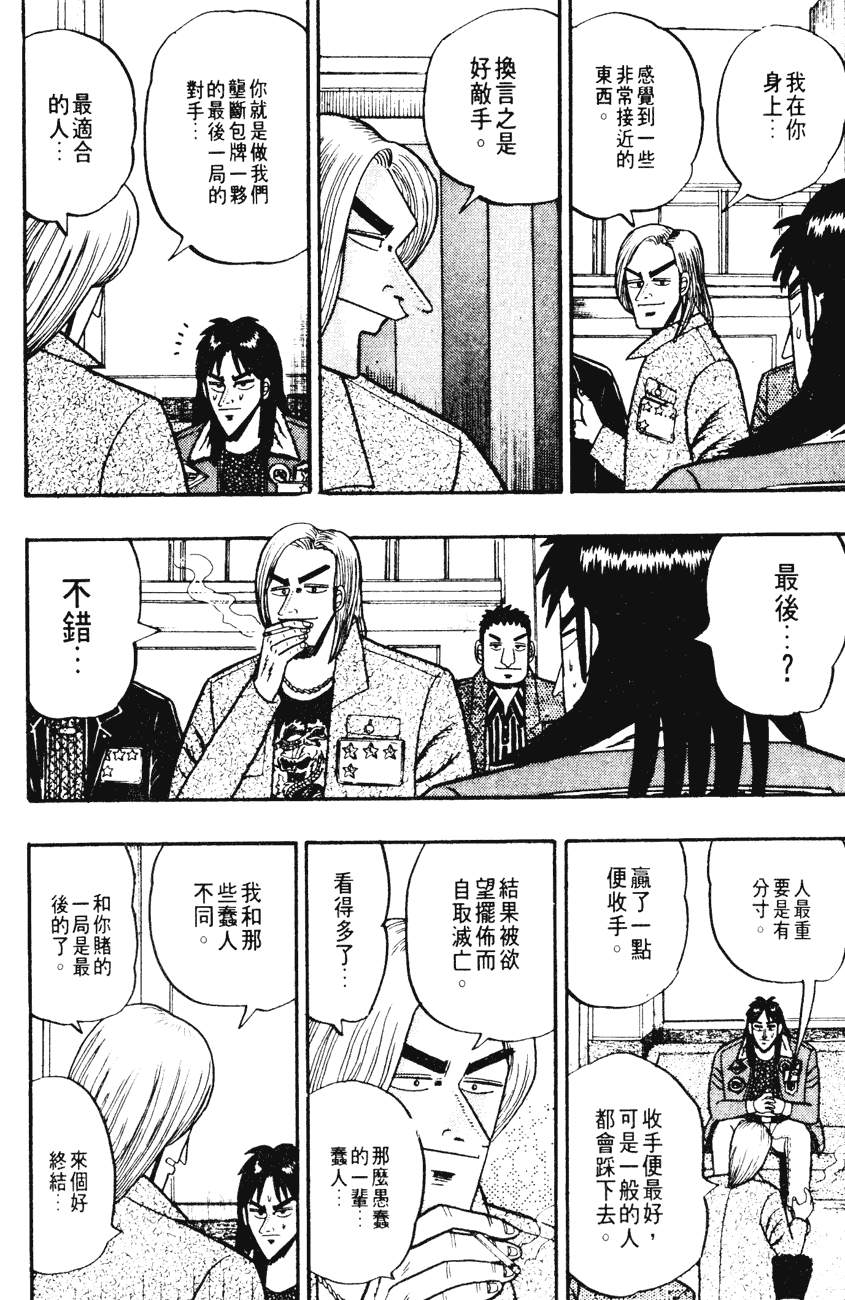 我在你
身上…
感覺到一些
非常接近的
東西。
換言之是
好敵手。
你就是做我們
壟斷包牌一夥
的最後一局的
對手…
最適合
的人…
最後…？
不錯…
人最重
要是有
分寸。
贏了一點
便收手。
收手便最好，
可是一般的人
都會踩下去。
結果被欲
望擺佈而
自取滅亡。
看得多了…
那麼愚蠢
的一輩…
蠢人…
我和那
些蠢人
不同。
和你賭的
一局是最
後的了。
來個好
終結…